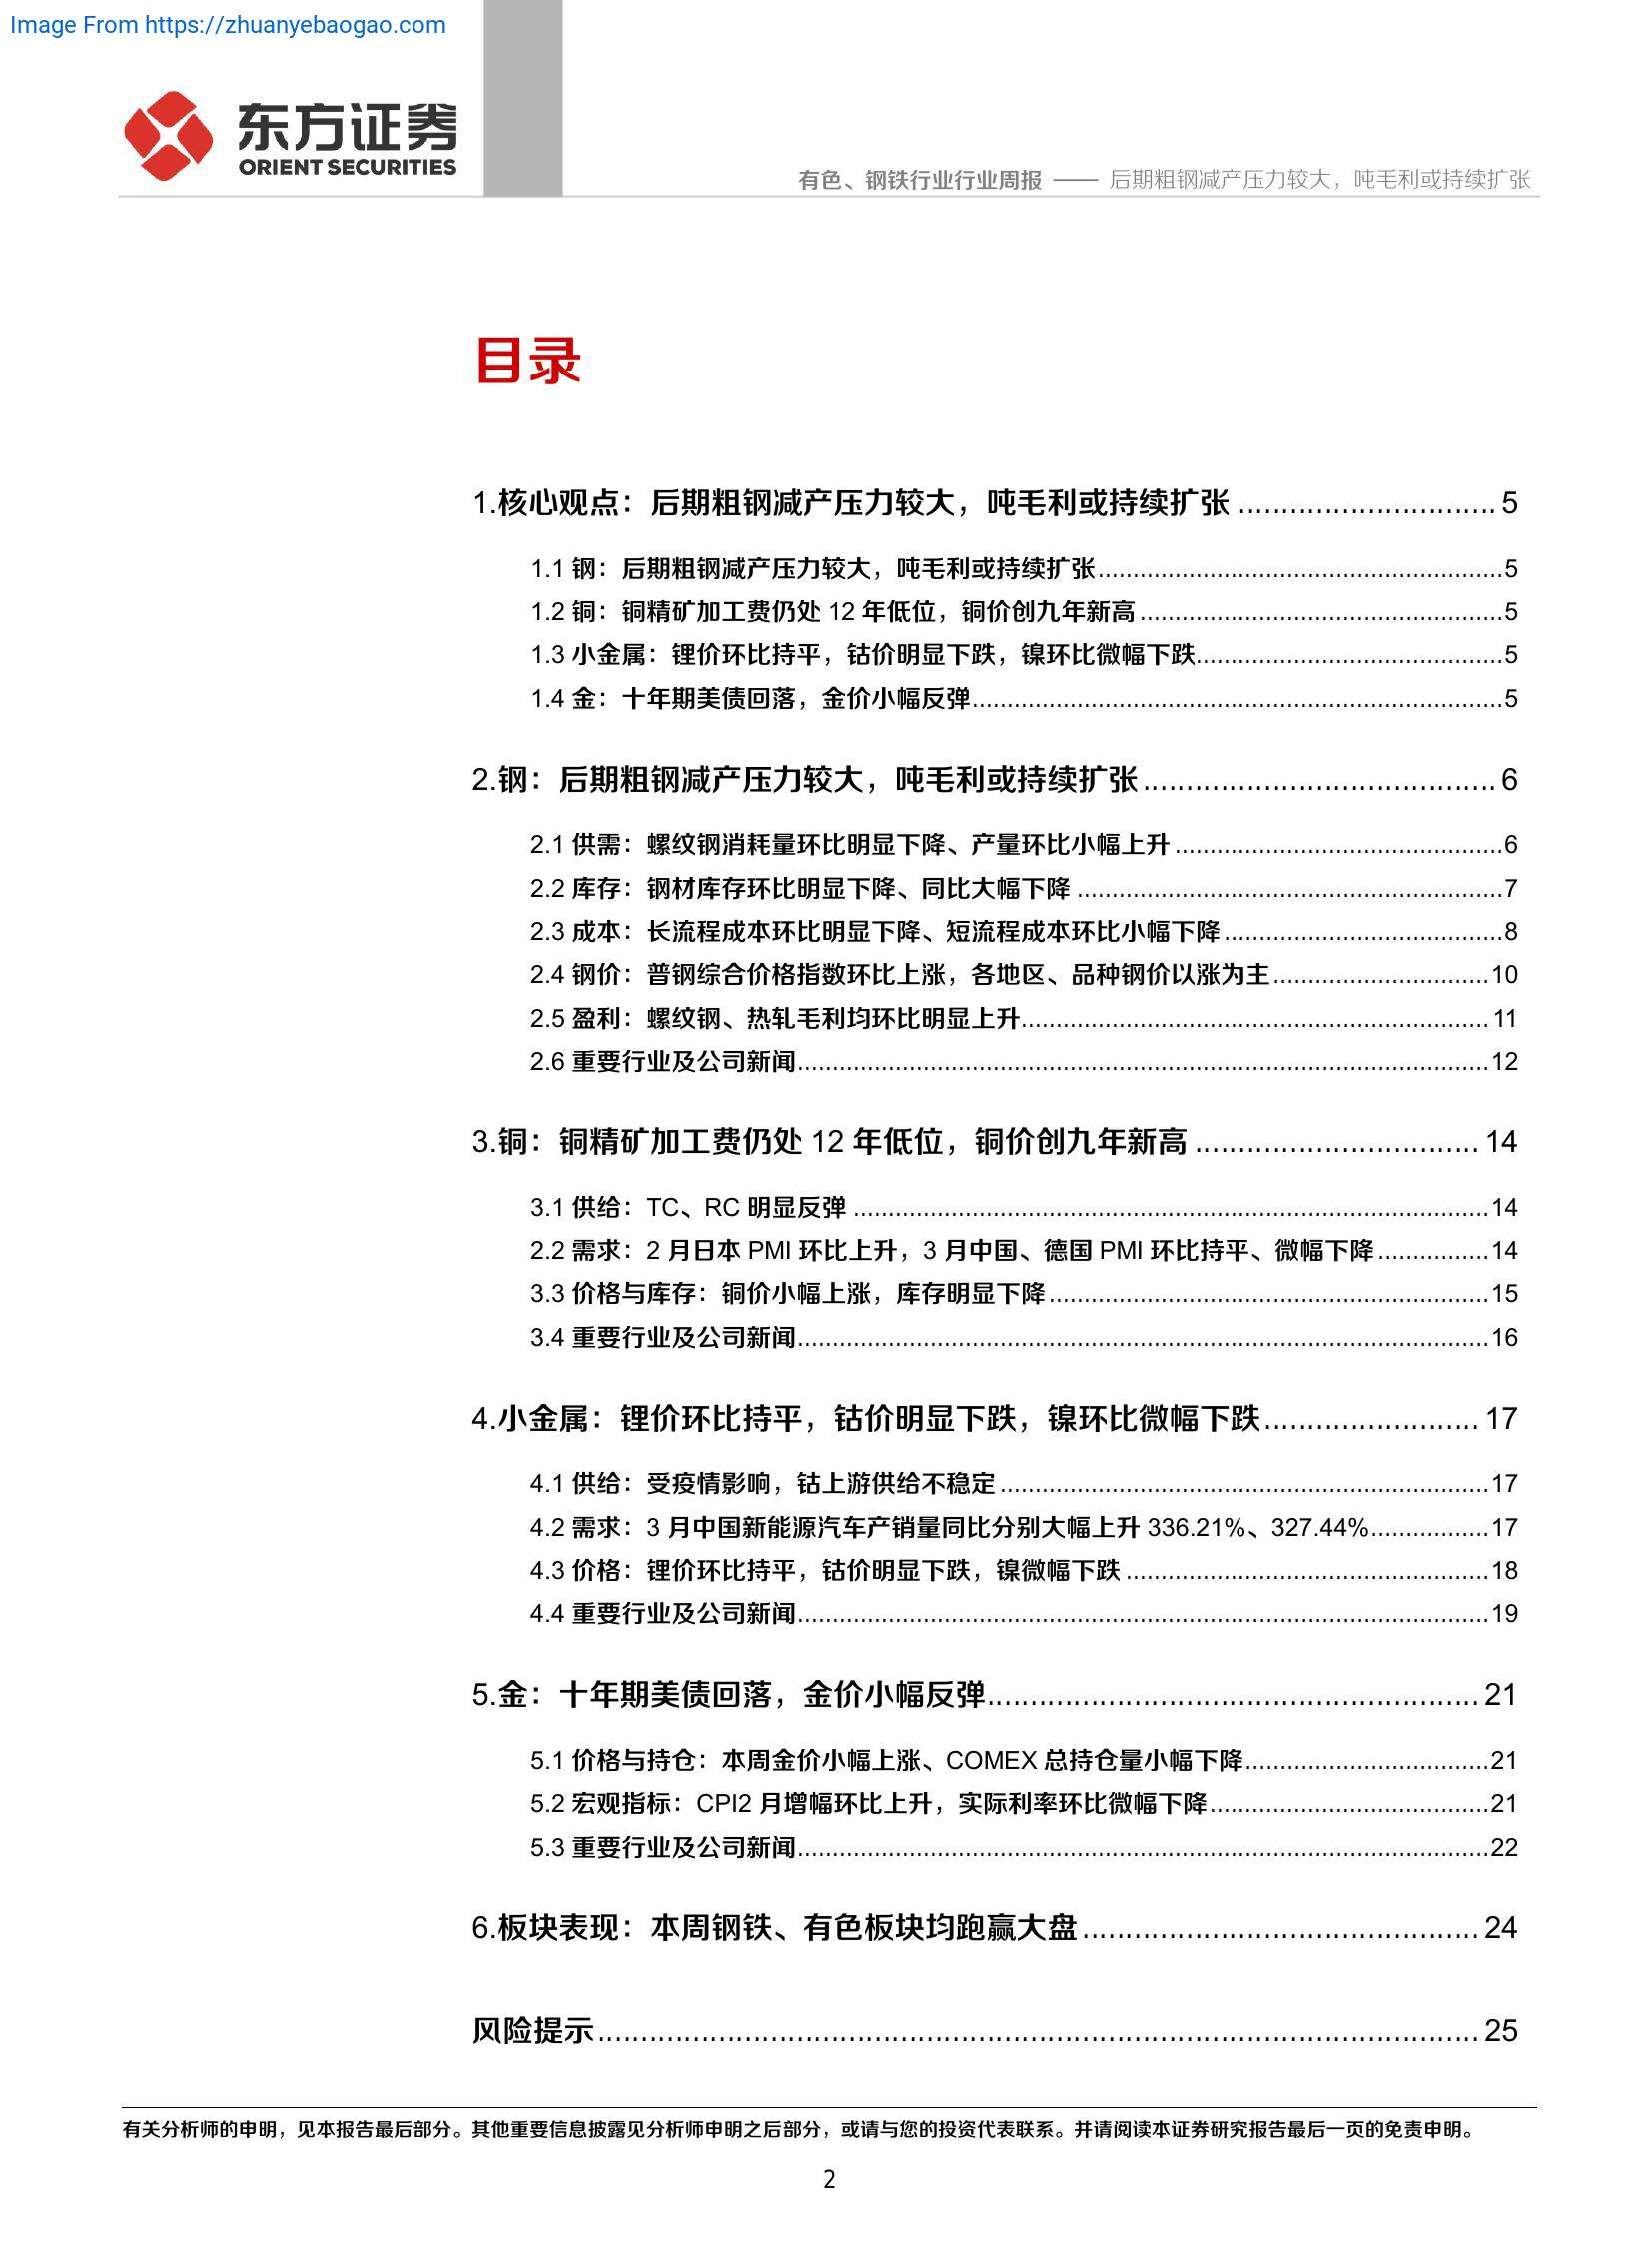 Image From https://zhuanyebaogao.com
东方证券
ORIENT SECURITIES
有色、钢铁行业行业周报 —— 后期粗钢减产压力较大，吨毛利或持续扩张
目录
1.核心观点：后期粗钢减产压力较大，吨毛利或持续扩张 .............................. 5
1.1 钢：后期粗钢减产压力较大，吨毛利或持续扩张..........................................................5
1.2 铜：铜精矿加工费仍处 12 年低位，铜价创九年新高 ....................................................5
1.3 小金属：锂价环比持平，钴价明显下跌，镍环比微幅下跌............................................5
1.4 金：十年期美债回落，金价小幅反弹............................................................................5
2.钢：后期粗钢减产压力较大，吨毛利或持续扩张 ......................................... 6
2.1 供需：螺纹钢消耗量环比明显下降、产量环比小幅上升 ...............................................6
2.2 库存：钢材库存环比明显下降、同比大幅下降 .............................................................7
2.3 成本：长流程成本环比明显下降、短流程成本环比小幅下降........................................8
2.4 钢价：普钢综合价格指数环比上涨，各地区、品种钢价以涨为主...............................10
2.5 盈利：螺纹钢、热轧毛利均环比明显上升...................................................................11
2.6 重要行业及公司新闻...................................................................................................12
3.铜：铜精矿加工费仍处 12 年低位，铜价创九年新高 ................................. 14
3.1 供给：TC、RC 明显反弹 ...........................................................................................14
2.2 需求：2 月日本 PMI 环比上升，3 月中国、德国 PMI 环比持平、微幅下降................14
3.3 价格与库存：铜价小幅上涨，库存明显下降...............................................................15
3.4 重要行业及公司新闻...................................................................................................16
4.小金属：锂价环比持平，钴价明显下跌，镍环比微幅下跌......................... 17
4.1 供给：受疫情影响，钴上游供给不稳定 ......................................................................17
4.2 需求：3 月中国新能源汽车产销量同比分别大幅上升 336.21%、327.44%.................17
4.3 价格：锂价环比持平，钴价明显下跌，镍微幅下跌 ....................................................18
4.4 重要行业及公司新闻...................................................................................................19
5.金：十年期美债回落，金价小幅反弹......................................................... 21
5.1 价格与持仓：本周金价小幅上涨、COMEX 总持仓量小幅下降...................................21
5.2 宏观指标：CPI2 月增幅环比上升，实际利率环比微幅下降........................................21
5.3 重要行业及公司新闻...................................................................................................22
6.板块表现：本周钢铁、有色板块均跑赢大盘 .............................................. 24
风险提示....................................................................................................... 25
有关分析师的申明，见本报告最后部分。其他重要信息披露见分析师申明之后部分，或请与您的投资代表联系。并请阅读本证券研究报告最后一页的免责申明。
2